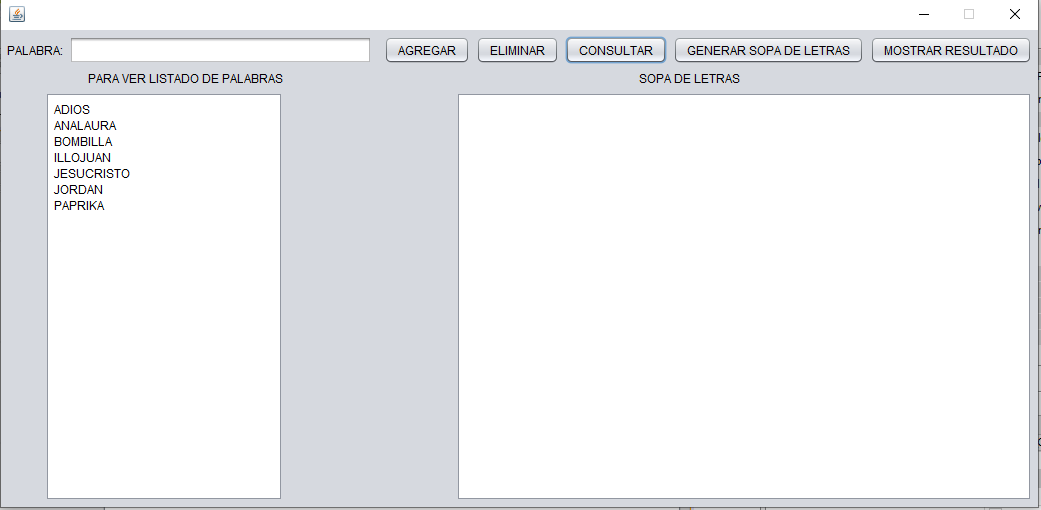 PALABRA: AGREGAR ELIMINAR CONSULTAR GENERAR SOPA DE LETRAS MOSTRAR RESULTADO
PARA VER LISTADO DE PALABRAS SOPA DE LETRAS
ADIOS
ANALAURA
BOMBILLA
ILLOJUAN
JESUCRISTO
JORDAN
PAPRIKA